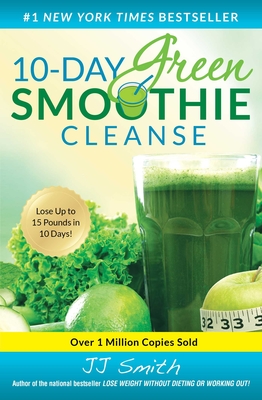 #1 NEW YORK TIMES BESTSELLER
10-DAY Green
SMOOTHIE
CLEANSE
Lose Up to
15 Pounds in
10 Days!
Over 1 Million Copies Sold
JJ Smith
Author of the national bestseller LOSE WEIGHT WITHOUT DIETING OR WORKING OUT!